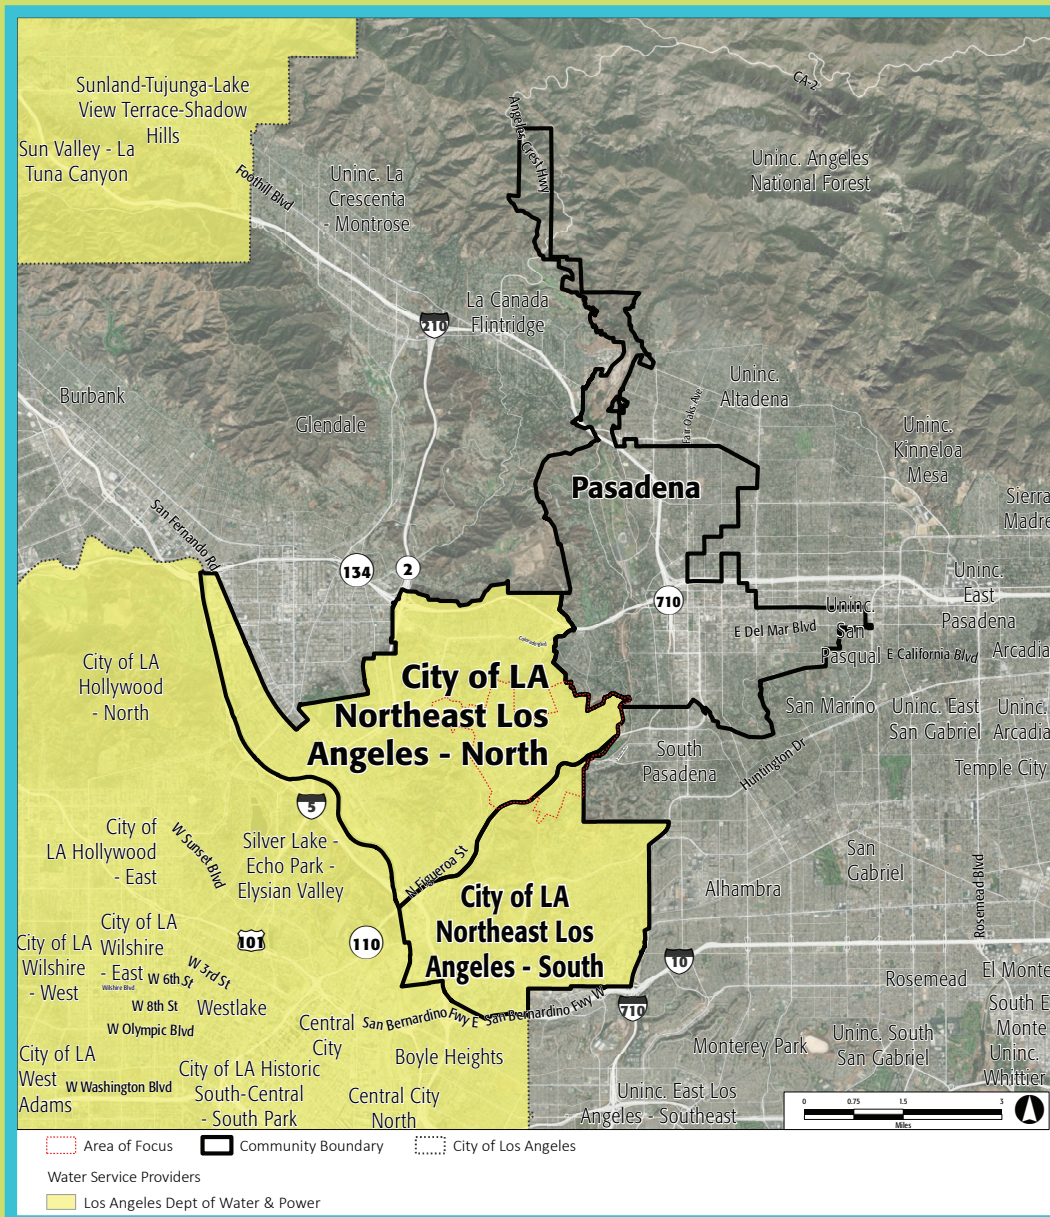 Sunland-Tujunga-Lake
View Terrace-Shadow
Hills
Sun Valley - La
Tuna Canyon
Foothill Blvd
Uninc. La
Crescenta
- Montrose
Angeles Crest Hwy
CA-2
Uninc. Angeles
National Forest
La Canada
Flintridge
210
Burbank
Glendale
Uninc.
Altadena
Fair Oaks Ave
Uninc.
Kinneloa
Mesa
Pasadena
Sierra
Madre
San Fernando Rd
134
2
710
Uninc.
East
Pasadena
Uninc.
San
Pasqual
E Del Mar Blvd
E California Blvd
Arcadia
Colorado Blvd
City of LA
Hollywood
- North
City of LA
Northeast Los
Angeles - North
San Marino
Uninc. East
San Gabriel
Uninc.
Arcadia
South
Pasadena
Huntington Dr
Temple City
5
City of
LA Hollywood
- East
W Sunset Blvd
Silver Lake -
Echo Park -
Elysian Valley
N Figueroa St
San
Gabriel
Alhambra
Rosemead Blvd
City of LA
Northeast Los
Angeles - South
City of LA
Wilshire
- West
City of LA
Wilshire
- East
101
110
10
W 3rd St
W 6th St
Wilshire Blvd
W 8th St
Westlake
W Olympic Blvd
Rosemead
El Monte
South E
Monte
710
Central
City
San Bernardino Fwy E
San Bernardino Fwy W
Boyle Heights
Monterey Park
Uninc. South
San Gabriel
Uninc.
Whittier
City of LA
West
Adams
W Washington Blvd
City of LA Historic
South-Central
- South Park
Central City
North
Uninc. East Los
Angeles - Southeast
0 0.75 1.5 3
Miles
Area of Focus
Community Boundary
City of Los Angeles
Water Service Providers
Los Angeles Dept of Water & Power